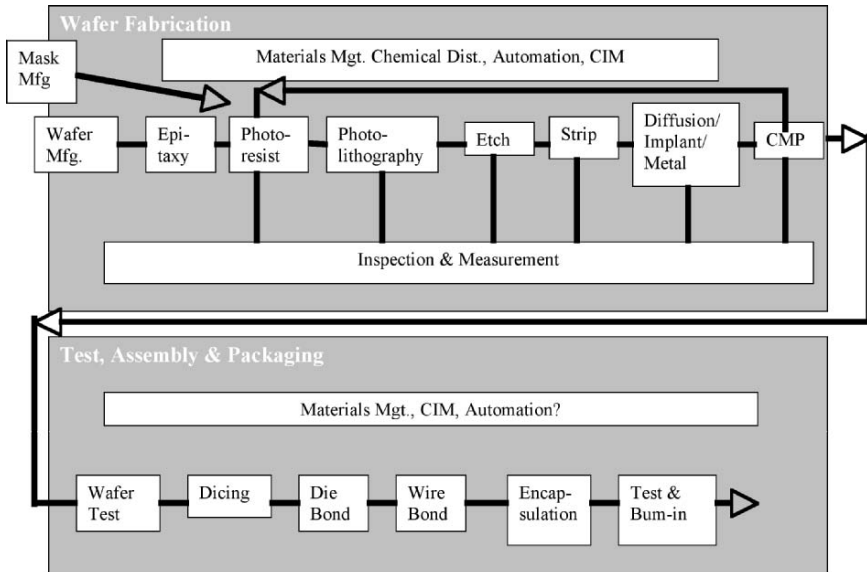 Wafer Fabrication
Materials Mgt. Chemical Dist., Automation, CIM
Mask
Mfg
Wafer
Mfg.
Epi-
taxy
Photo-
resist
Photo-
lithography
Etch
Strip
Diffusion/
Implant/
Metal
CMP
Inspection & Measurement
Test, Assembly & Packaging
Materials Mgt., CIM, Automation?
Wafer
Test
Dicing
Die
Bond
Wire
Bond
Encap-
sulation
Test &
Bum-in